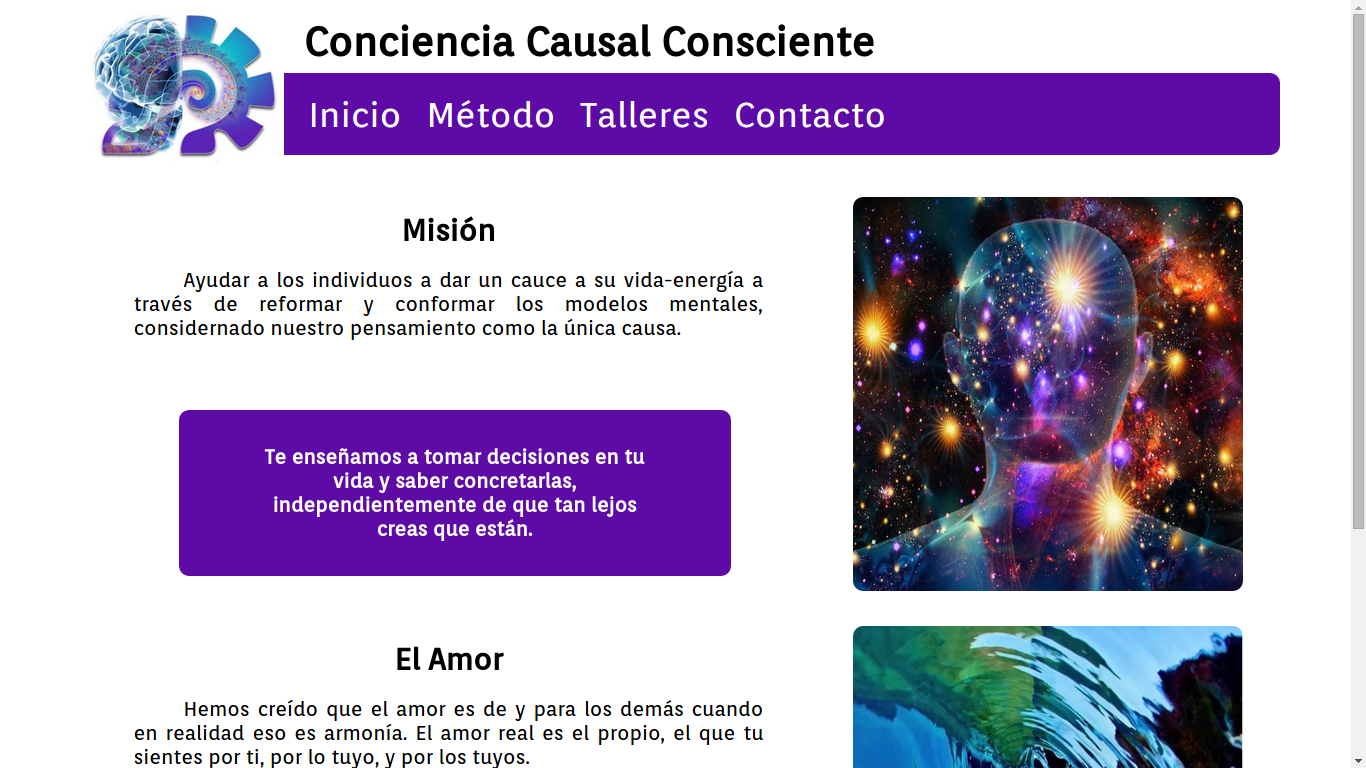 Conciencia Causal Consciente
Inicio Método Talleres Contacto
Misión
Ayudar a los individuos a dar un cauce a su vida-energía a
través de reformar y conformar los modelos mentales,
considernado nuestro pensamiento como la única causa.
Te enseñamos a tomar decisiones en tu
vida y saber concretarlas,
independientemente de que tan lejos
creas que están.
El Amor
Hemos creído que el amor es de y para los demás cuando
en realidad eso es armonía. El amor real es el propio, el que tu
sientes por ti, por lo tuyo, y por los tuyos.